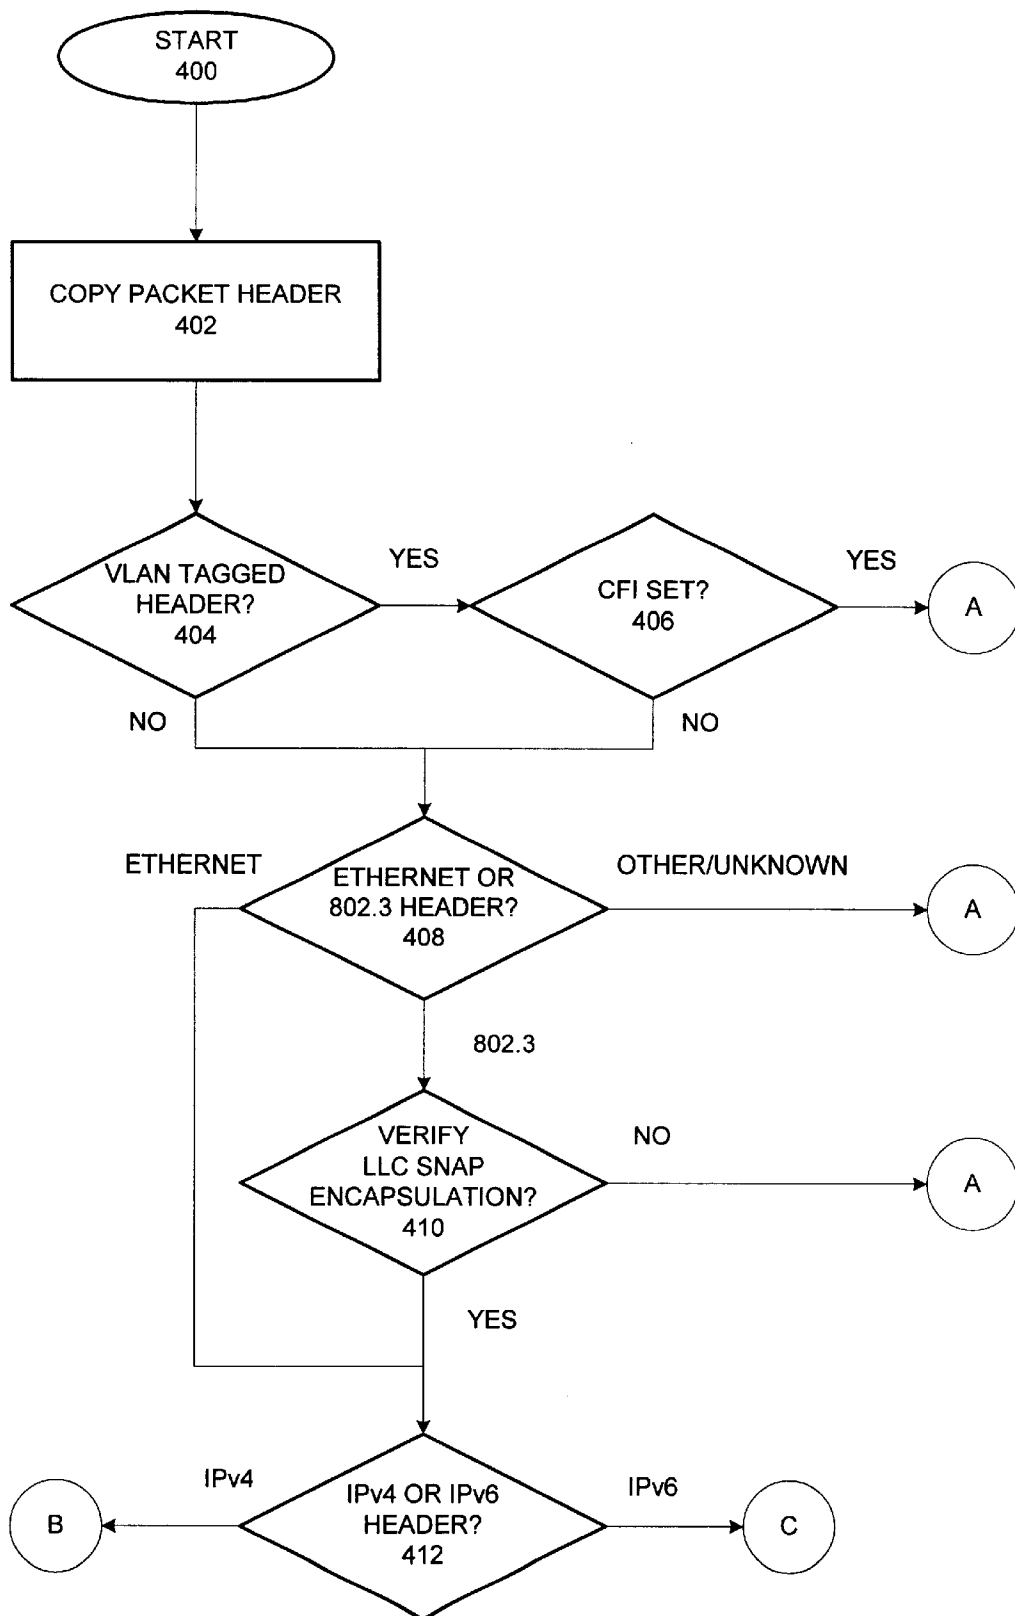 START
400
COPY PACKET HEADER
402
VLAN TAGGED
HEADER?
404
YES
CFI SET?
406
YES
A
NO
NO
ETHERNET
ETHERNET OR
802.3 HEADER?
408
OTHER/UNKNOWN
A
802.3
VERIFY
LLC SNAP
ENCAPSULATION?
410
NO
A
YES
IPv4
IPv4 OR IPv6
HEADER?
412
IPv6
B
C